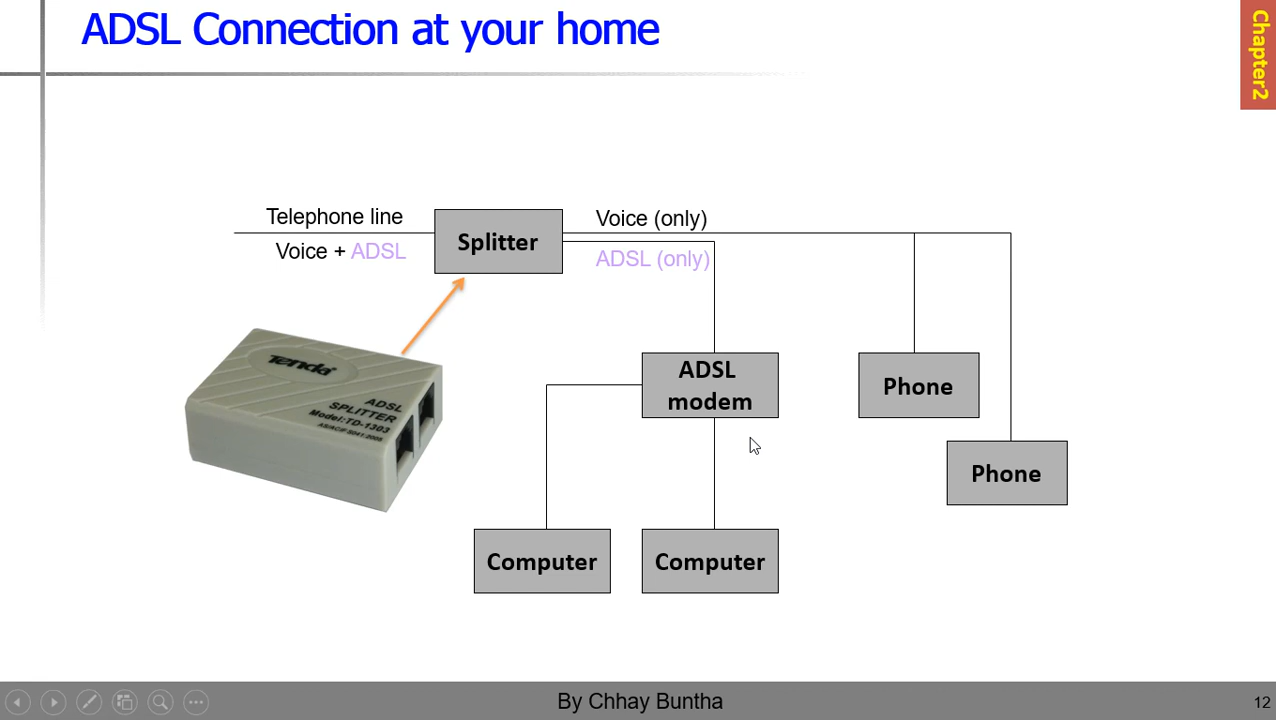 ADSL Connection at your home
Chapter2
Telephone line
Voice + ADSL
Splitter
Voice (only)
ADSL (only)
Tenda
ADSL
SPLITTER
Model:TD-1303
ADSL
modem
Phone
Phone
Computer
Computer
By Chhay Buntha
12